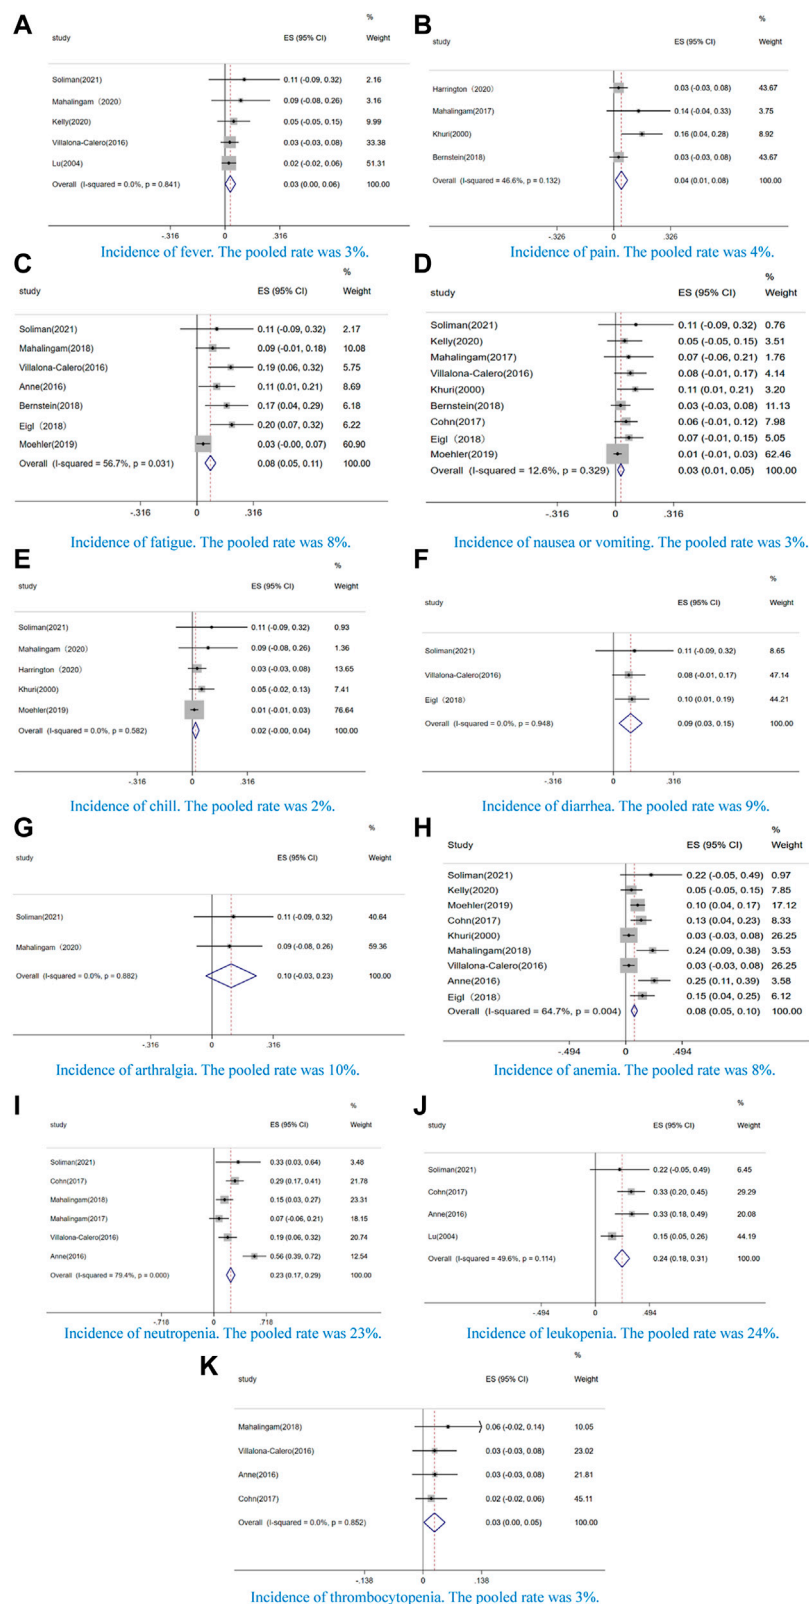 A
%
study ES (95% CI) Weight
Soliman(2021) 0.11 (-0.09, 0.32) 2.16
Mahalingam（2020） 0.09 (-0.08, 0.26) 3.16
Kelly(2020) 0.05 (-0.05, 0.15) 9.99
Villalona-Calero(2016) 0.03 (-0.03, 0.08) 33.38
Lu(2004) 0.02 (-0.02, 0.06) 51.31
Overall (I-squared = 0.0%, p = 0.841) 0.03 (0.00, 0.06) 100.00
-.316 0 .316
Incidence of fever. The pooled rate was 3%.
B
%
study ES (95% CI) Weight
Harrington（2020） 0.03 (-0.03, 0.08) 43.67
Mahalingam(2017) 0.14 (-0.04, 0.33) 3.75
Khuri(2000) 0.16 (0.04, 0.28) 8.92
Bernstein(2018) 0.03 (-0.03, 0.08) 43.67
Overall (I-squared = 46.6%, p = 0.132) 0.04 (0.01, 0.08) 100.00
-.326 0 .326
Incidence of pain. The pooled rate was 4%.
C
%
study ES (95% CI) Weight
Soliman(2021) 0.11 (-0.09, 0.32) 2.17
Mahalingam(2018) 0.09 (-0.01, 0.18) 10.08
Villalona-Calero(2016) 0.19 (0.06, 0.32) 5.75
Anne(2016) 0.11 (0.01, 0.21) 8.69
Bernstein(2018) 0.17 (0.04, 0.29) 6.18
Eigl（2018） 0.20 (0.07, 0.32) 6.22
Moehler(2019) 0.03 (-0.00, 0.07) 60.90
Overall (I-squared = 56.7%, p = 0.031) 0.08 (0.05, 0.11) 100.00
-.316 0 .316
Incidence of fatigue. The pooled rate was 8%.
D
%
study ES (95% CI) Weight
Soliman(2021) 0.11 (-0.09, 0.32) 0.76
Kelly(2020) 0.05 (-0.05, 0.15) 3.51
Mahalingam(2017) 0.07 (-0.06, 0.21) 1.76
Villalona-Calero(2016) 0.08 (-0.01, 0.17) 4.14
Khuri(2000) 0.11 (0.01, 0.21) 3.20
Bernstein(2018) 0.03 (-0.03, 0.08) 11.13
Cohn(2017) 0.06 (-0.01, 0.12) 7.98
Eigl（2018） 0.07 (-0.01, 0.15) 5.05
Moehler(2019) 0.01 (-0.01, 0.03) 62.46
Overall (I-squared = 12.6%, p = 0.329) 0.03 (0.01, 0.05) 100.00
-.316 0 .316
Incidence of nausea or vomiting. The pooled rate was 3%.
E
%
study ES (95% CI) Weight
Soliman(2021) 0.11 (-0.09, 0.32) 0.93
Mahalingam（2020） 0.09 (-0.08, 0.26) 1.36
Harrington（2020） 0.03 (-0.03, 0.08) 13.65
Khuri(2000) 0.05 (-0.02, 0.13) 7.41
Moehler(2019) 0.01 (-0.01, 0.03) 76.64
Overall (I-squared = 0.0%, p = 0.582) 0.02 (-0.00, 0.04) 100.00
-.316 0 .316
Incidence of chill. The pooled rate was 2%.
F
%
study ES (95% CI) Weight
Soliman(2021) 0.11 (-0.09, 0.32) 8.65
Villalona-Calero(2016) 0.08 (-0.01, 0.17) 47.14
Eigl（2018） 0.10 (0.01, 0.19) 44.21
Overall (I-squared = 0.0%, p = 0.948) 0.09 (0.03, 0.15) 100.00
-.316 0 .316
Incidence of diarrhea. The pooled rate was 9%.
G
%
study ES (95% CI) Weight
Soliman(2021) 0.11 (-0.09, 0.32) 40.64
Mahalingam（2020） 0.09 (-0.08, 0.26) 59.36
Overall (I-squared = 0.0%, p = 0.882) 0.10 (-0.03, 0.23) 100.00
-.316 0 .316
Incidence of arthralgia. The pooled rate was 10%.
H
%
Study ES (95% CI) Weight
Soliman(2021) 0.22 (-0.05, 0.49) 0.97
Kelly(2020) 0.05 (-0.05, 0.15) 7.85
Moehler(2019) 0.10 (0.04, 0.17) 17.12
Cohn(2017) 0.13 (0.04, 0.23) 8.33
Khuri(2000) 0.03 (-0.03, 0.08) 26.25
Mahalingam(2018) 0.24 (0.09, 0.38) 3.53
Villalona-Calero(2016) 0.03 (-0.03, 0.08) 26.25
Anne(2016) 0.25 (0.11, 0.39) 3.58
Eigl（2018） 0.15 (0.04, 0.25) 6.12
Overall (I-squared = 64.7%, p = 0.004) 0.08 (0.05, 0.10) 100.00
-.494 0 .494
Incidence of anemia. The pooled rate was 8%.
I
%
study ES (95% CI) Weight
Soliman(2021) 0.33 (0.03, 0.64) 3.48
Cohn(2017) 0.29 (0.17, 0.41) 21.78
Mahalingam(2018) 0.15 (0.03, 0.27) 23.31
Mahalingam(2017) 0.07 (-0.06, 0.21) 18.15
Villalona-Calero(2016) 0.19 (0.06, 0.32) 20.74
Anne(2016) 0.56 (0.39, 0.72) 12.54
Overall (I-squared = 79.4%, p = 0.000) 0.23 (0.17, 0.29) 100.00
-.718 0 .718
Incidence of neutropenia. The pooled rate was 23%.
J
%
study ES (95% CI) Weight
Soliman(2021) 0.22 (-0.05, 0.49) 6.45
Cohn(2017) 0.33 (0.20, 0.45) 29.29
Anne(2016) 0.33 (0.18, 0.49) 20.08
Lu(2004) 0.15 (0.05, 0.26) 44.19
Overall (I-squared = 49.6%, p = 0.114) 0.24 (0.18, 0.31) 100.00
-.494 0 .494
Incidence of leukopenia. The pooled rate was 24%.
K
%
study ES (95% CI) Weight
Mahalingam(2018) 0.06 (-0.02, 0.14) 10.05
Villalona-Calero(2016) 0.03 (-0.03, 0.08) 23.02
Anne(2016) 0.03 (-0.03, 0.08) 21.81
Cohn(2017) 0.02 (-0.02, 0.06) 45.11
Overall (I-squared = 0.0%, p = 0.852) 0.03 (0.00, 0.05) 100.00
-.138 0 .138
Incidence of thrombocytopenia. The pooled rate was 3%.